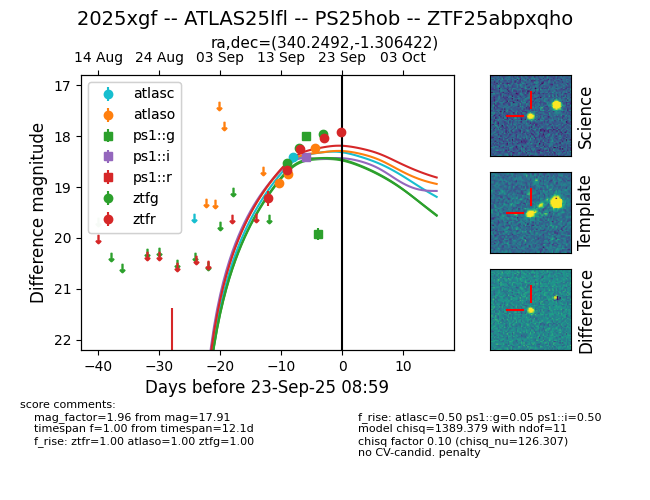 2025xgf -- ATLAS25lfl -- PS25hob -- ZTF25abpxqho
ra,dec=(340.2492,-1.306422)
14 Aug 24 Aug 03 Sep 13 Sep 23 Sep 03 Oct
17
18
19
20
21
22
Difference magnitude
atlasc
atlaso
ps1::g
ps1::i
ps1::r
ztfg
ztfr
−40 −30 −20 −10 0 10
Days before 23-Sep-25 08:59
Science
Template
Difference
score comments:
mag_factor=1.96 from mag=17.91
timespan f=1.00 from timespan=12.1d
f_rise: ztfr=1.00 atlaso=1.00 ztfg=1.00
f_rise: atlasc=0.50 ps1::g=0.05 ps1::i=0.50
model chisq=1389.379 with ndof=11
chisq factor 0.10 (chisq_nu=126.307)
no CV-candid. penalty